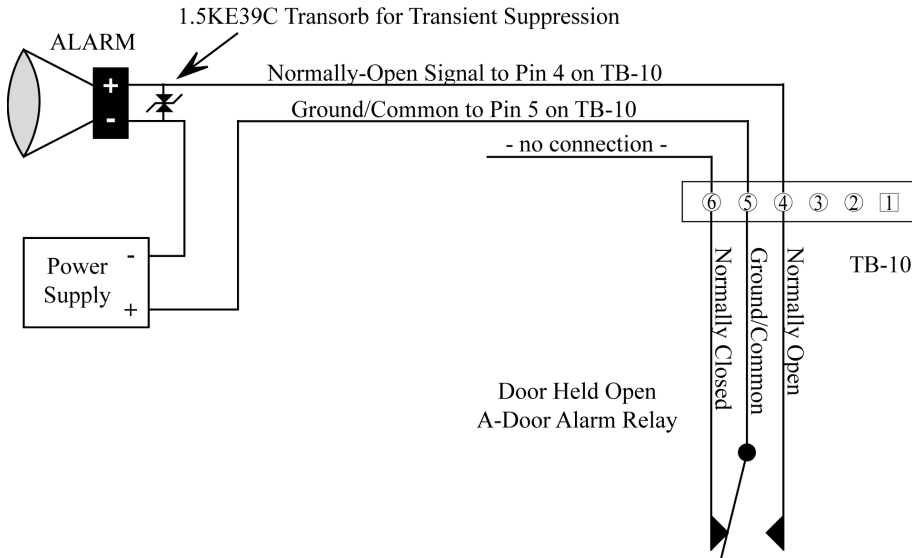 1.5KE39C Transorb for Transient Suppression
ALARM
+
-
Normally-Open Signal to Pin 4 on TB-10
Ground/Common to Pin 5 on TB-10
- no connection -
6 5 4 3 2 1
TB-10
Power
Supply
-
+
Normally Closed
Ground/Common
Normally Open
Door Held Open
A-Door Alarm Relay